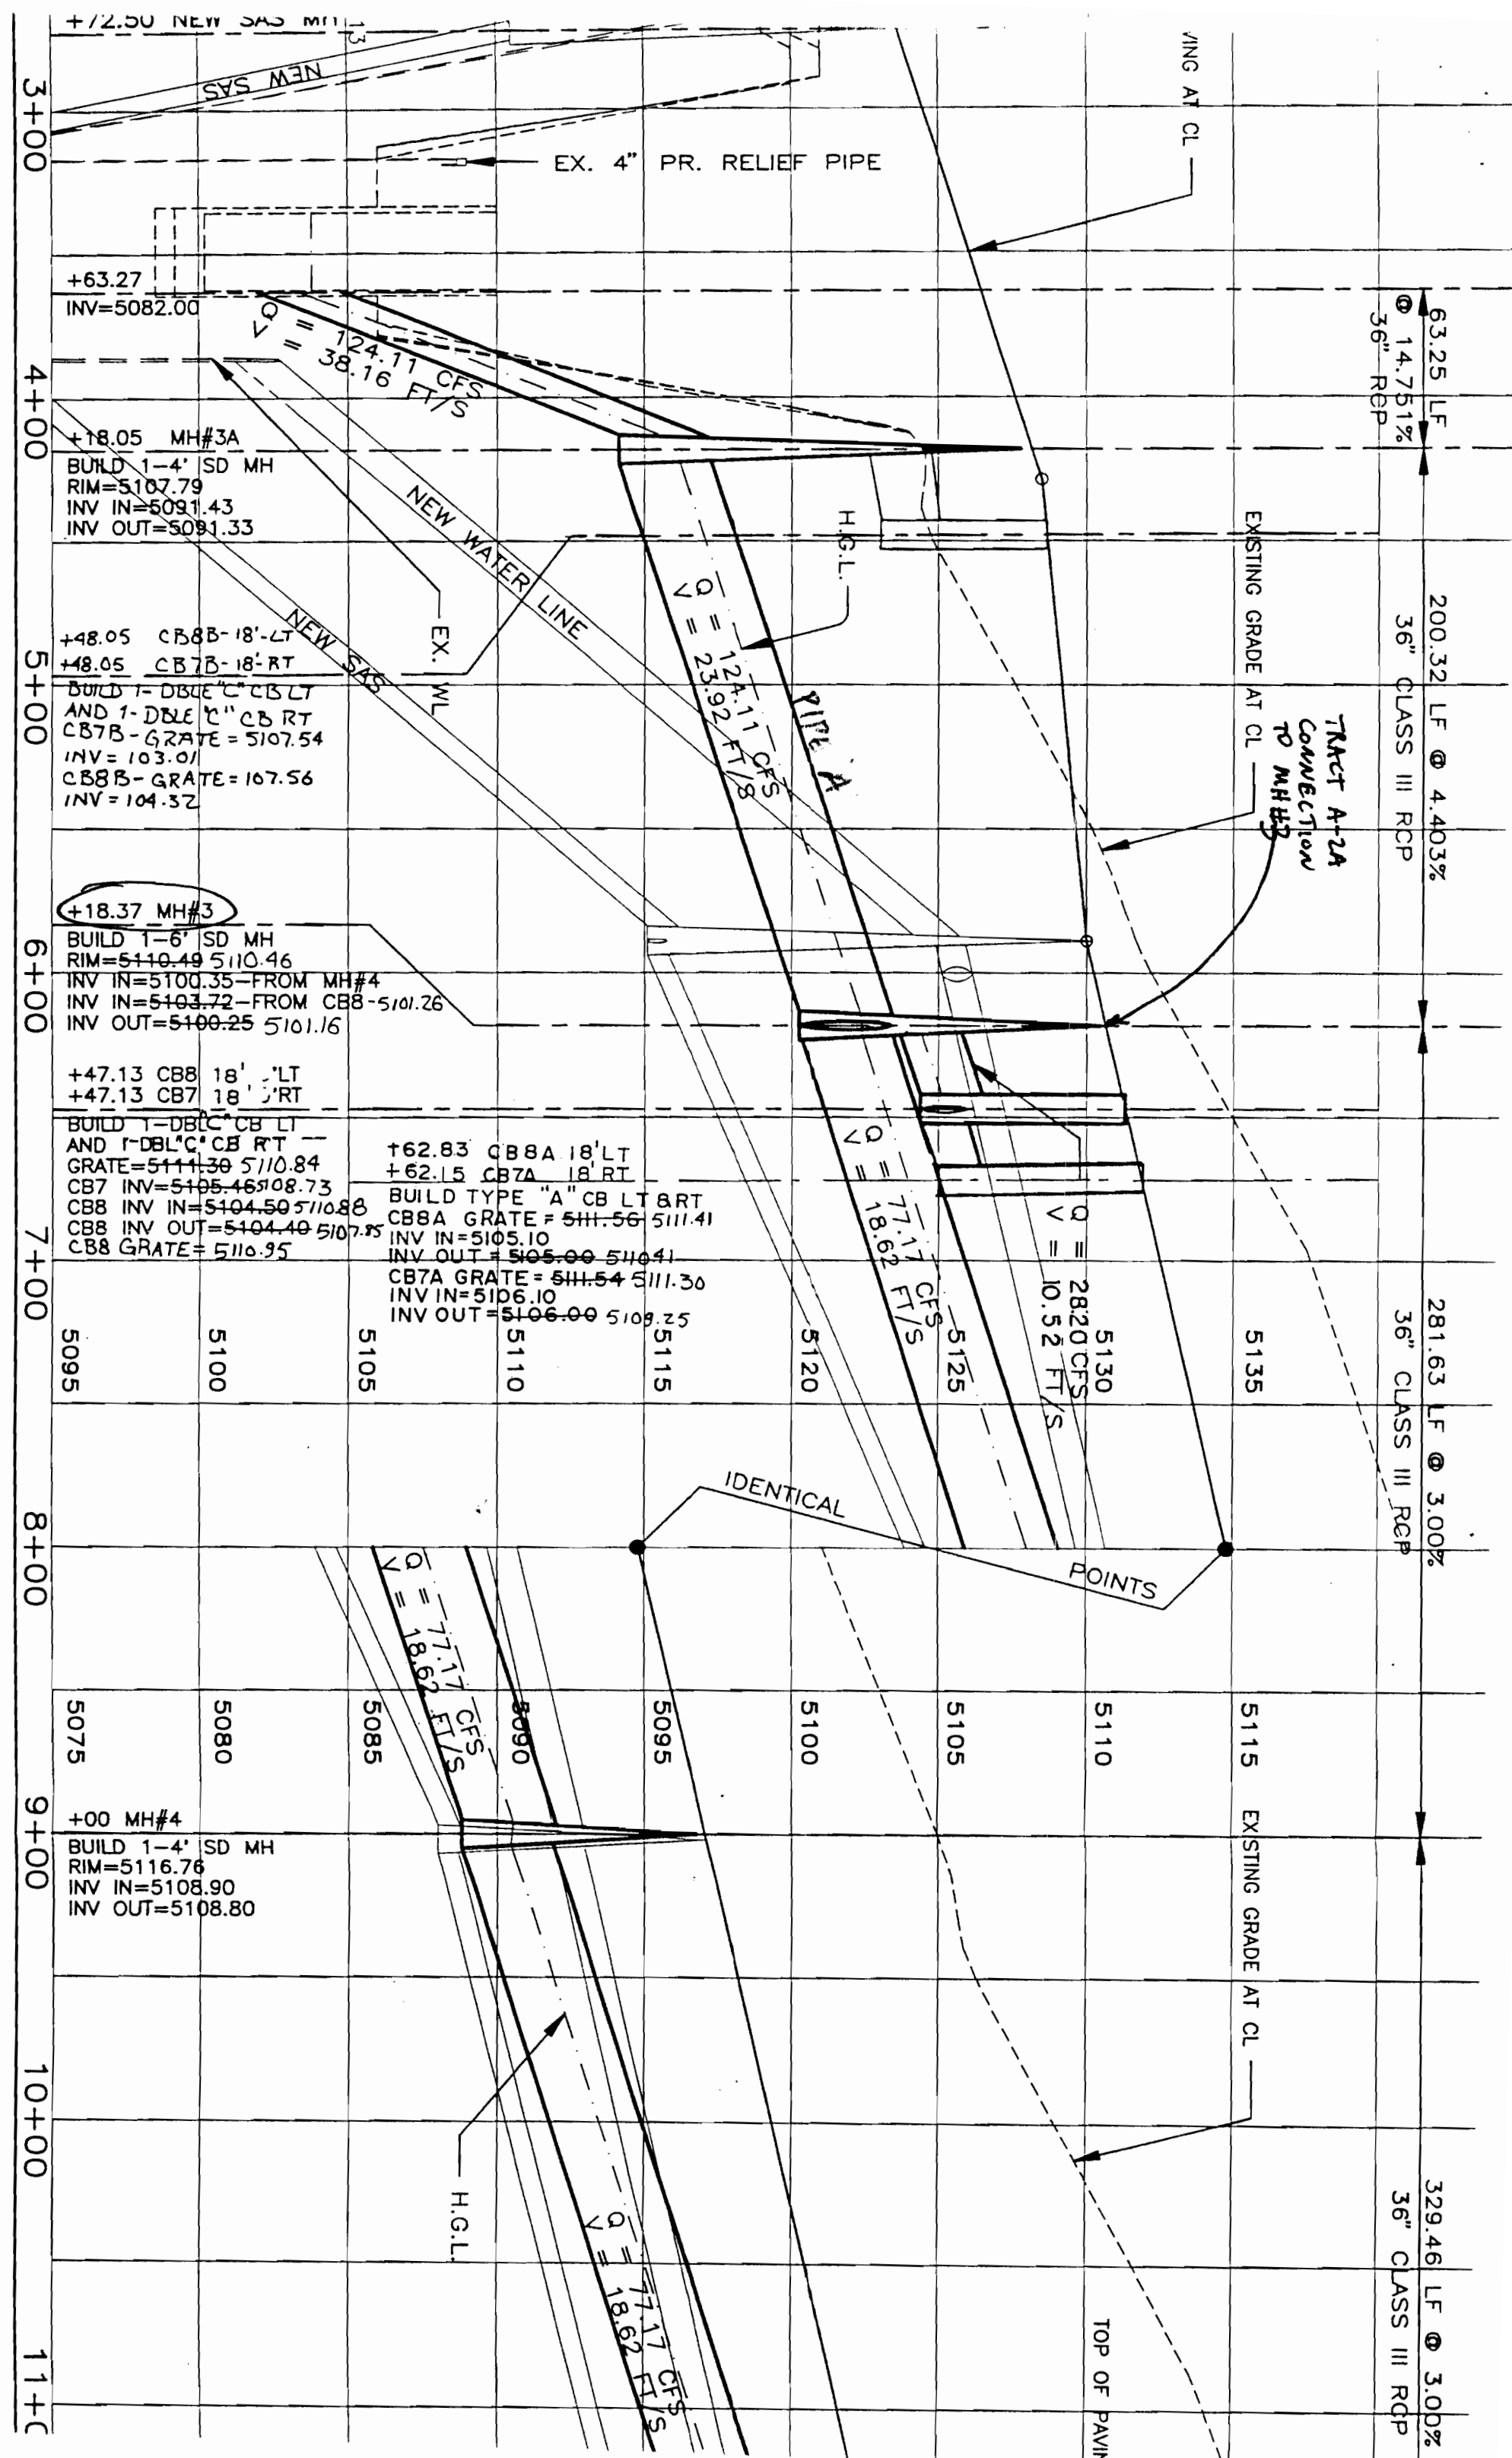 +72.50 NEW SAS MH
13
NEW SAS
3+00
EX. 4" PR. RELIEF PIPE
VING AT CL
+63.27
INV=5082.00
Q = 124.11 CFS
V = 38.16 FT/S
63.25 LF
@ 14.751%
36" RCP
4+00
+18.05 MH#3A
BUILD 1-4' SD MH
RIM=5107.79
INV IN=5091.43
INV OUT=5091.33
NEW WATER LINE
H.G.L.
EXISTING GRADE AT CL
200.32 LF @ 4.403%
36" CLASS III RCP
Q = 124.11 CFS
V = 23.92 FT/S
PIPE A
NEW SAS
EX. WL
+48.05 CB8B-18'-LT
+48.05 CB7B-18'-RT
BUILD 1-DBLE "C" CB LT
AND 1-DBLE "C" CB RT
CB7B-GRATE = 5107.54
INV = 103.01
CB8B-GRATE = 107.56
INV = 104.32
5+00
TRACT A-2A
CONNECTION
TO MH#3
+18.37 MH#3
BUILD 1-6' SD MH
RIM=5110.49 5110.46
INV IN=5100.35-FROM MH#4
INV IN=5103.72-FROM CB8-5101.26
INV OUT=5100.25 5101.16
6+00
+47.13 CB8 18' LT
+47.13 CB7 18' RT
BUILD 1-DBL"C" CB LT
AND 1-DBL"C" CB RT
GRATE=5111.30 5110.84
CB7 INV=5105.46 5108.73
CB8 INV IN=5104.50 5110.88
CB8 INV OUT=5104.40 5107.85
CB8 GRATE= 5110.95
+62.83 CB8A 18'LT
+62.15 CB7A 18'RT
BUILD TYPE "A" CB LT & RT
CB8A GRATE = 5111.56 5111.41
INV IN=5105.10
INV OUT = 5105.00
CB7A GRATE = 5111.54 5111.30
INV IN=5106.10
INV OUT=5106.00 5109.25
Q = 77.17 CFS
V = 18.62 FT/S
Q = 28.20 CFS
V = 10.52 FT/S
281.63 LF @ 3.00%
36" CLASS III RCP
7+00
5095
5100
5105
5110
5115
5120
5125
5130
5135
IDENTICAL
POINTS
8+00
Q = 77.17 CFS
V = 18.62 FT/S
5075
5080
5085
5090
5095
5100
5105
5110
5115
EXISTING GRADE AT CL
9+00
+00 MH#4
BUILD 1-4' SD MH
RIM=5116.76
INV IN=5108.90
INV OUT=5108.80
10+00
H.G.L.
Q = 77.17 CFS
V = 18.62 FT/S
329.46 LF @ 3.00%
36" CLASS III RCP
TOP OF PAVIN
11+0